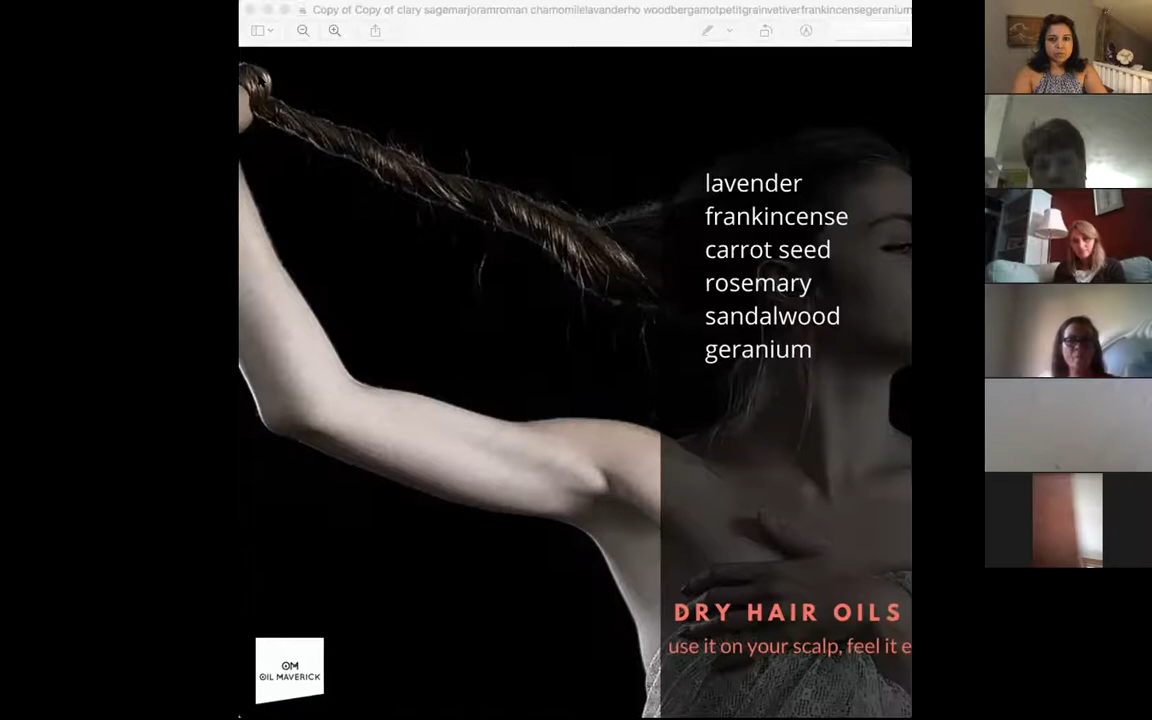 Copy of Copy of clary sagemarjoramroman chamomilelavenderho woodbergamotpetitgrainvetiverfrankincensegeranium
lavender
frankincense
carrot seed
rosemary
sandalwood
geranium
DRY HAIR OILS
use it on your scalp, feel it e
OM
OIL MAVERICK